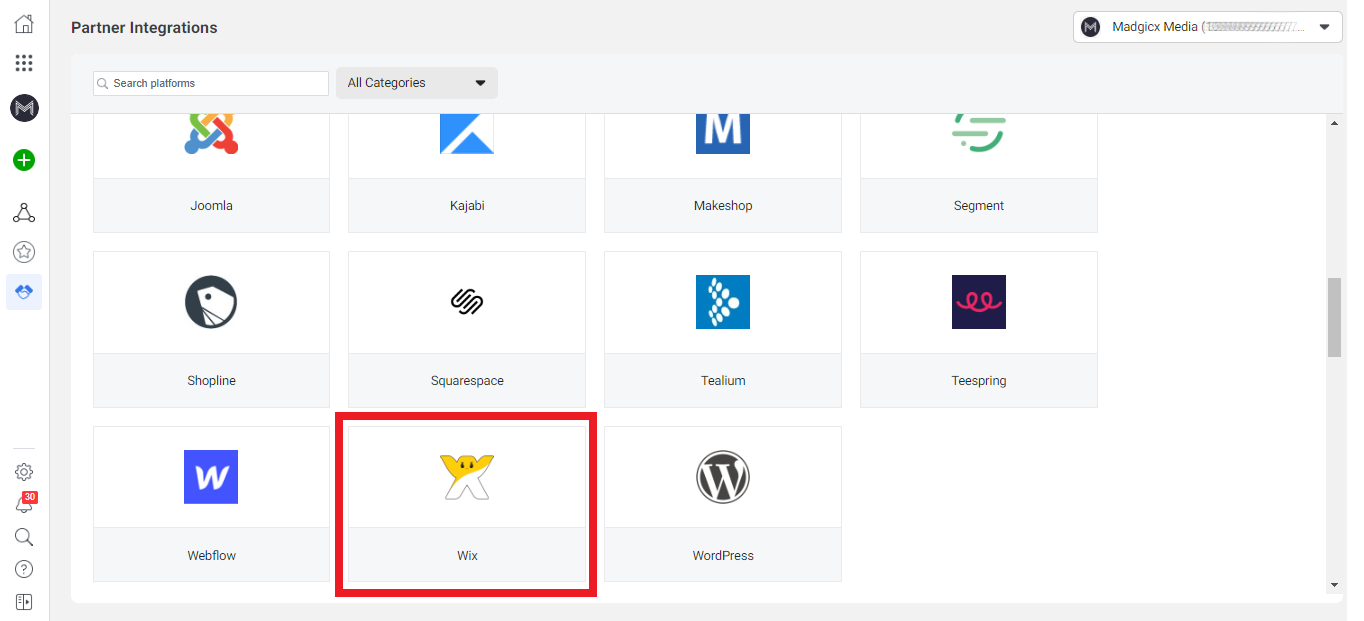 Partner Integrations
Madgicx Media (
Search platforms
All Categories
Joomla
Kajabi
Makeshop
Segment
Shopline
Squarespace
Tealium
Teespring
Webflow
Wix
WordPress
30